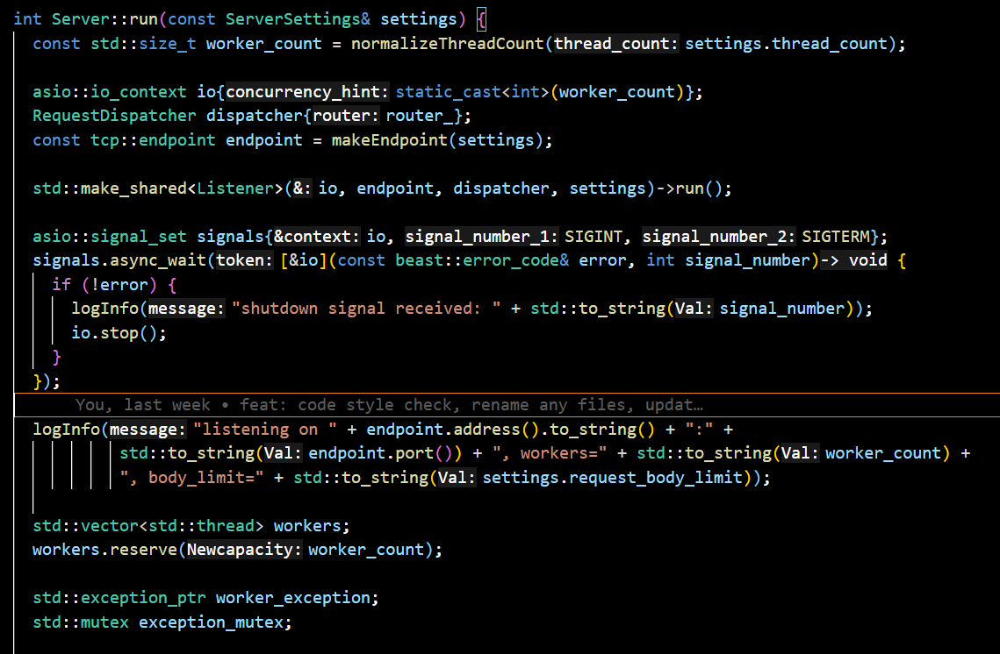 int Server::run(const ServerSettings& settings) {
const std::size_t worker_count = normalizeThreadCount(thread_count: settings.thread_count);
asio::io_context io{concurrency_hint: static_cast<int>(worker_count)};
RequestDispatcher dispatcher{router: router_};
const tcp::endpoint endpoint = makeEndpoint(settings);
std::make_shared<Listener>(&: io, endpoint, dispatcher, settings)->run();
asio::signal_set signals{&context: io, signal_number_1: SIGINT, signal_number_2: SIGTERM};
signals.async_wait(token: [&io](const beast::error_code& error, int signal_number)-> void {
if (!error) {
logInfo(message: "shutdown signal received: " + std::to_string(Val: signal_number));
io.stop();
}
});
You, last week • feat: code style check, rename any files, updat…
logInfo(message: "listening on " + endpoint.address().to_string() + ":" +
std::to_string(Val: endpoint.port()) + ", workers=" + std::to_string(Val: worker_count) +
", body_limit=" + std::to_string(Val: settings.request_body_limit));
std::vector<std::thread> workers;
workers.reserve(Newcapacity: worker_count);
std::exception_ptr worker_exception;
std::mutex exception_mutex;